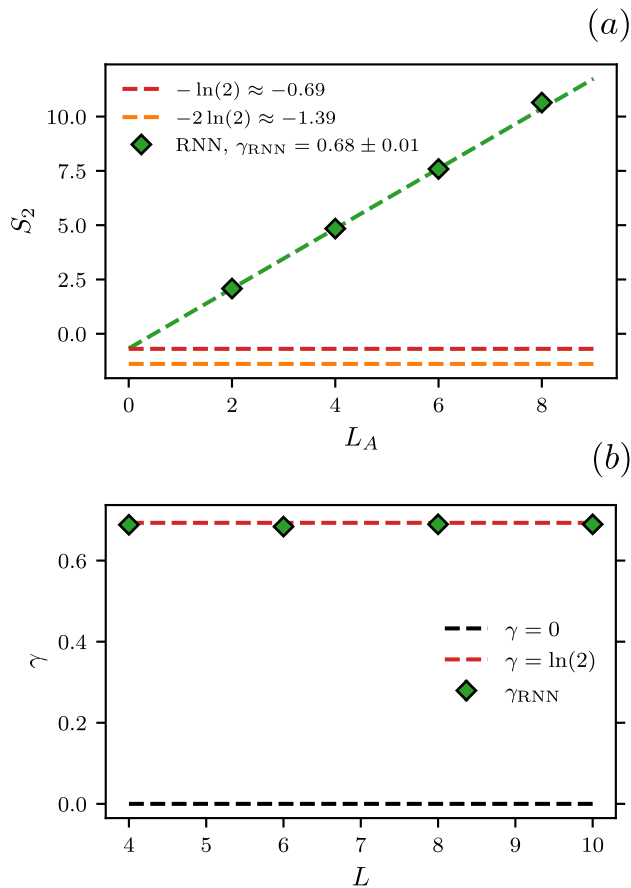 (a)
− ln(2) ≈ −0.69
−2 ln(2) ≈ −1.39
RNN, γRNN = 0.68 ± 0.01
10.0
7.5
5.0
2.5
0.0
S2
0 2 4 6 8
LA
(b)
0.6
0.4
0.2
0.0
γ
γ = 0
γ = ln(2)
γRNN
4 5 6 7 8 9 10
L